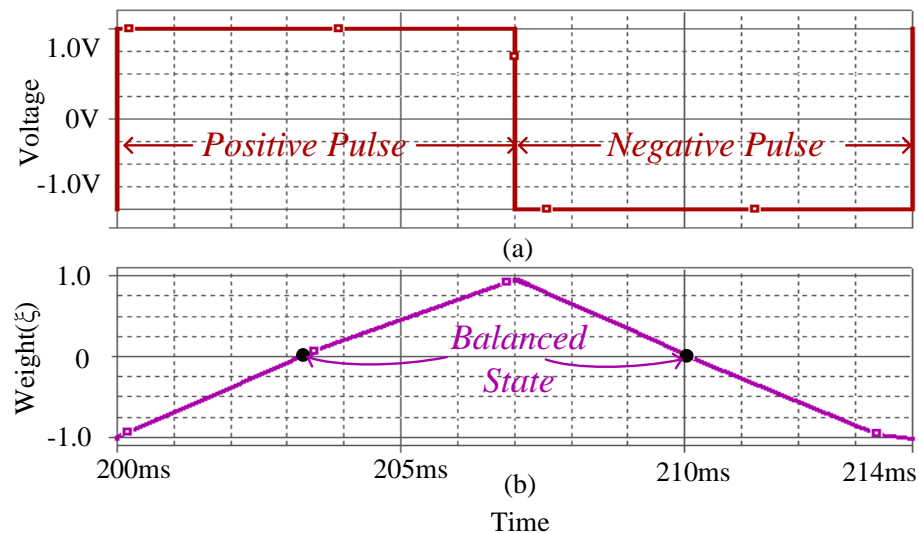 Voltage
1.0V
0V
-1.0V
Positive Pulse
Negative Pulse
(a)
Weight(ξ)
1.0
0
-1.0
Balanced
State
200ms
205ms
210ms
214ms
(b)
Time